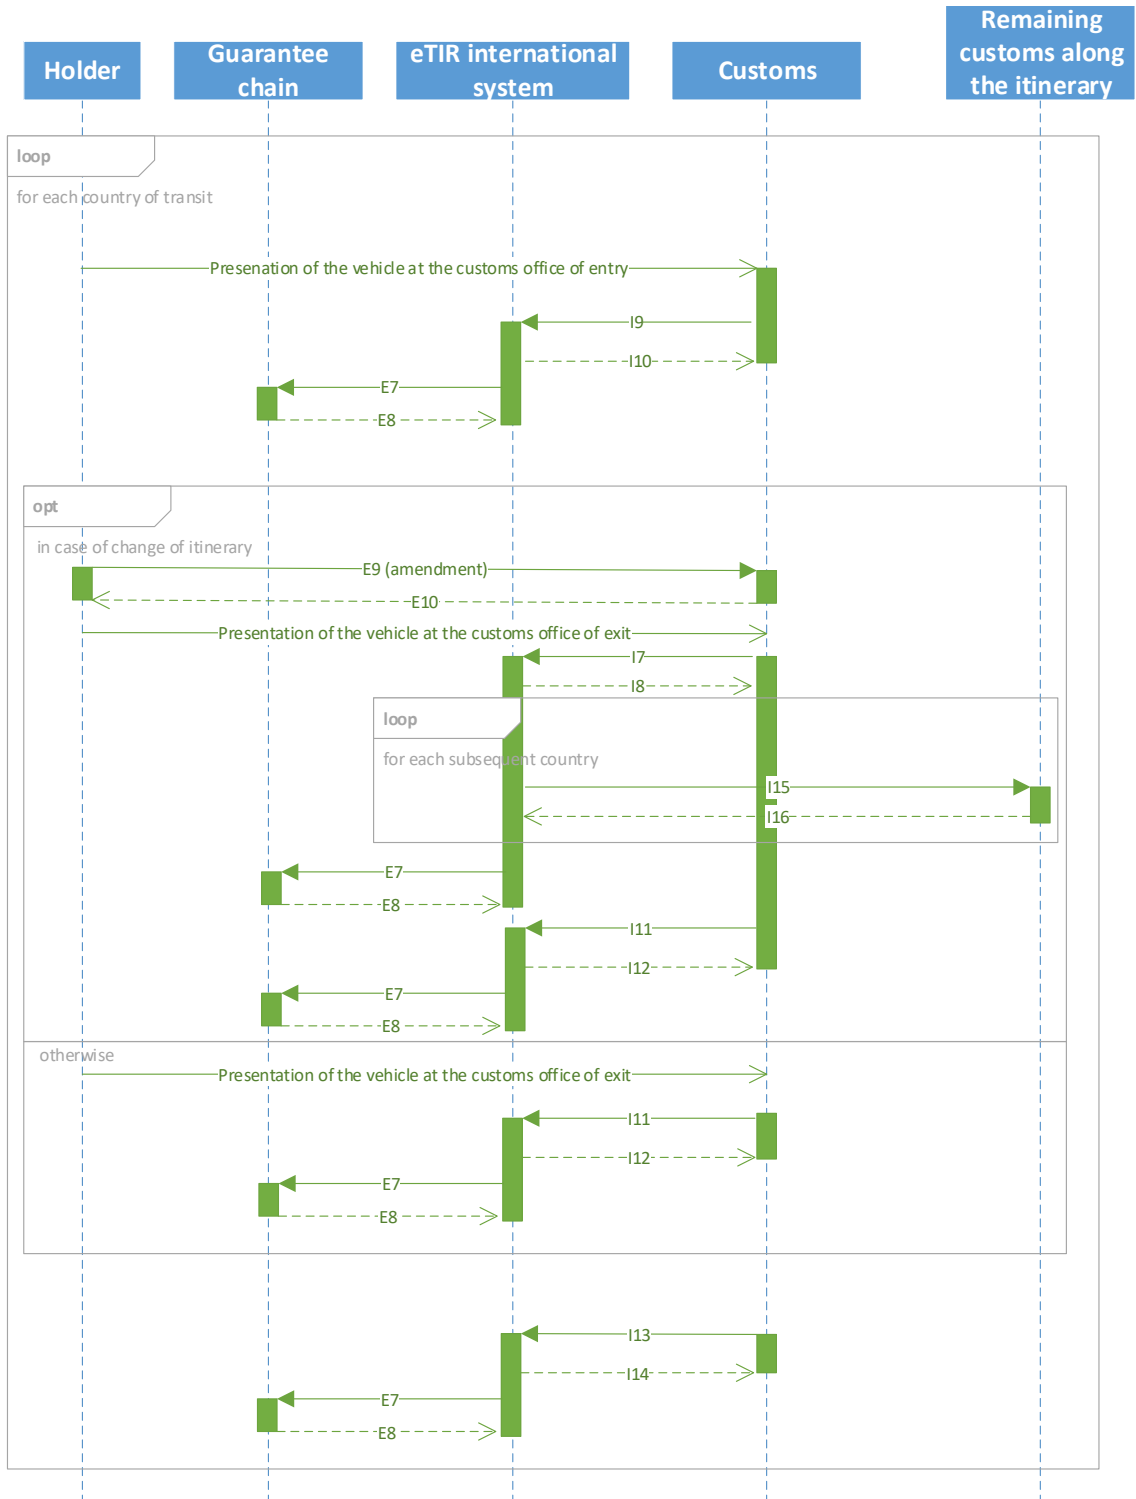 Holder
Guarantee
chain
eTIR international
system
Customs
Remaining
customs along
the itinerary
loop
for each country of transit
Presenation of the vehicle at the customs office of entry
I9
I10
E7
E8
opt
in case of change of itinerary
E9 (amendment)
E10
Presentation of the vehicle at the customs office of exit
I7
I8
loop
for each subsequent country
I15
I16
E7
E8
I11
I12
E7
E8
otherwise
Presentation of the vehicle at the customs office of exit
I11
I12
E7
E8
I13
I14
E7
E8